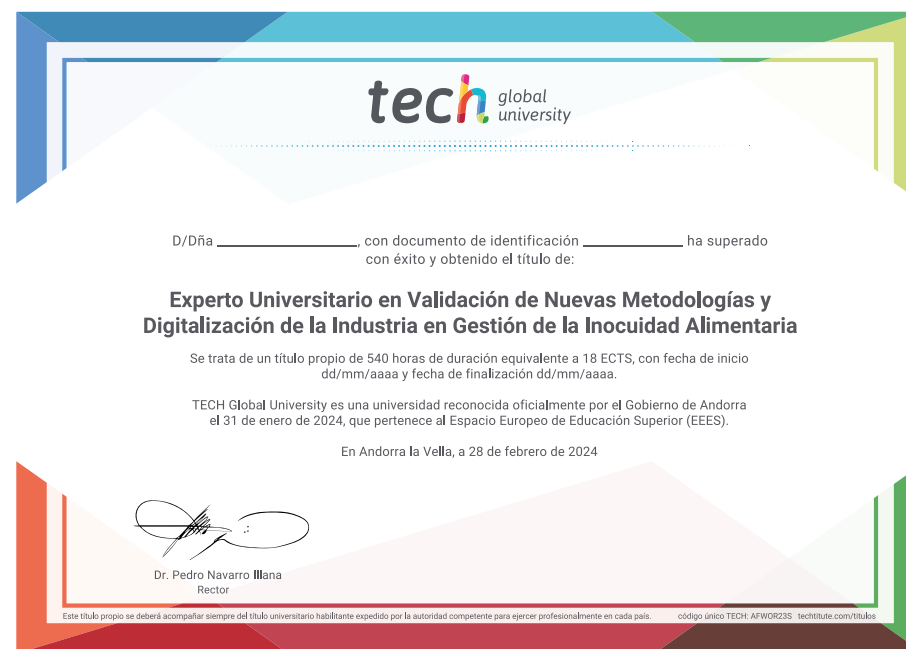 tech global university
D/Dña ______________, con documento de identificación __________ ha superado
con éxito y obtenido el título de:
Experto Universitario en Validación de Nuevas Metodologías y
Digitalización de la Industria en Gestión de la Inocuidad Alimentaria
Se trata de un título propio de 540 horas de duración equivalente a 18 ECTS, con fecha de inicio
dd/mm/aaaa y fecha de finalización dd/mm/aaaa.
TECH Global University es una universidad reconocida oficialmente por el Gobierno de Andorra
el 31 de enero de 2024, que pertenece al Espacio Europeo de Educación Superior (EEES).
En Andorra la Vella, a 28 de febrero de 2024
Dr. Pedro Navarro Illana
Rector
Este título propio se deberá acompañar siempre del título universitario habilitante expedido por la autoridad competente para ejercer profesionalmente en cada país. código único TECH: AFWOR23S techtitute.com/titulos